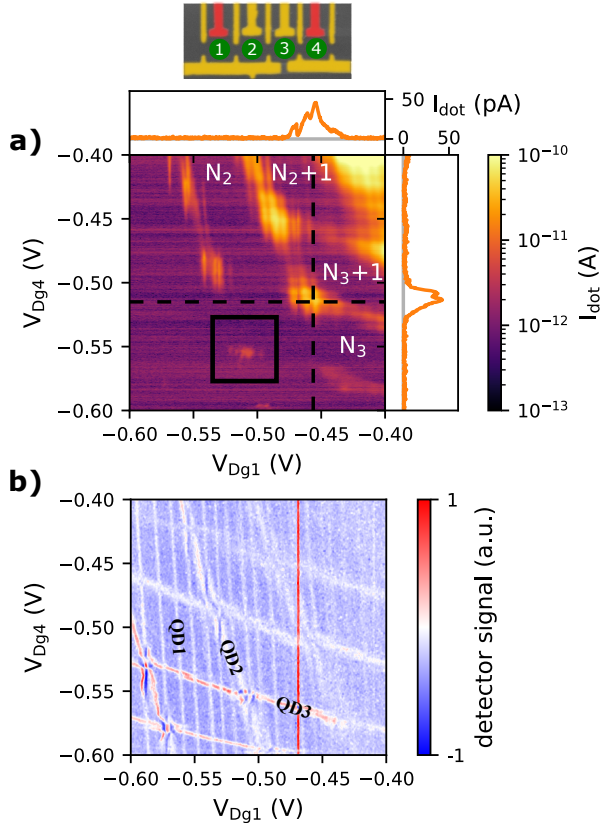 1 2 3 4
50
0
I_dot (pA)
0 50
a)
−0.40
−0.45
−0.50
−0.55
−0.60
V_Dg4 (V)
N_2 N_2+1
N_3+1
N_3
−0.60 −0.55 −0.50 −0.45 −0.40
V_Dg1 (V)
10^−10
10^−11
10^−12
10^−13
I_dot (A)
b)
−0.40
−0.45
−0.50
−0.55
−0.60
V_Dg4 (V)
QD1
QD2
QD3
−0.60 −0.55 −0.50 −0.45 −0.40
V_Dg1 (V)
1
-1
detector signal (a.u.)